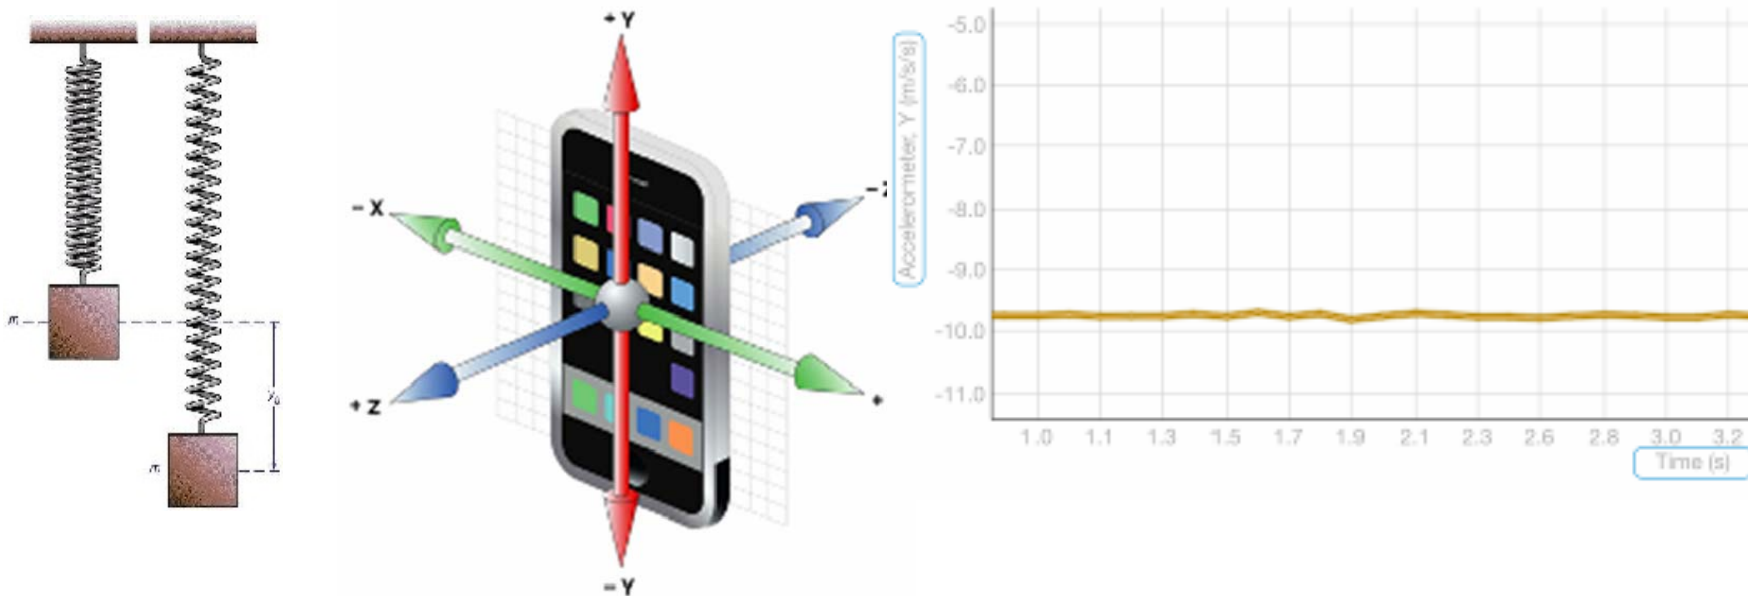 m
m
y₀
+ Y
- X
+ Z
+
- Y
Accelerometer, Y (m/s/s)
-5.0
-6.0
-7.0
-8.0
-9.0
-10.0
-11.0
1.0 1.1 1.3 1.5 1.7 1.9 2.1 2.3 2.6 2.8 3.0 3.2
Time (s)